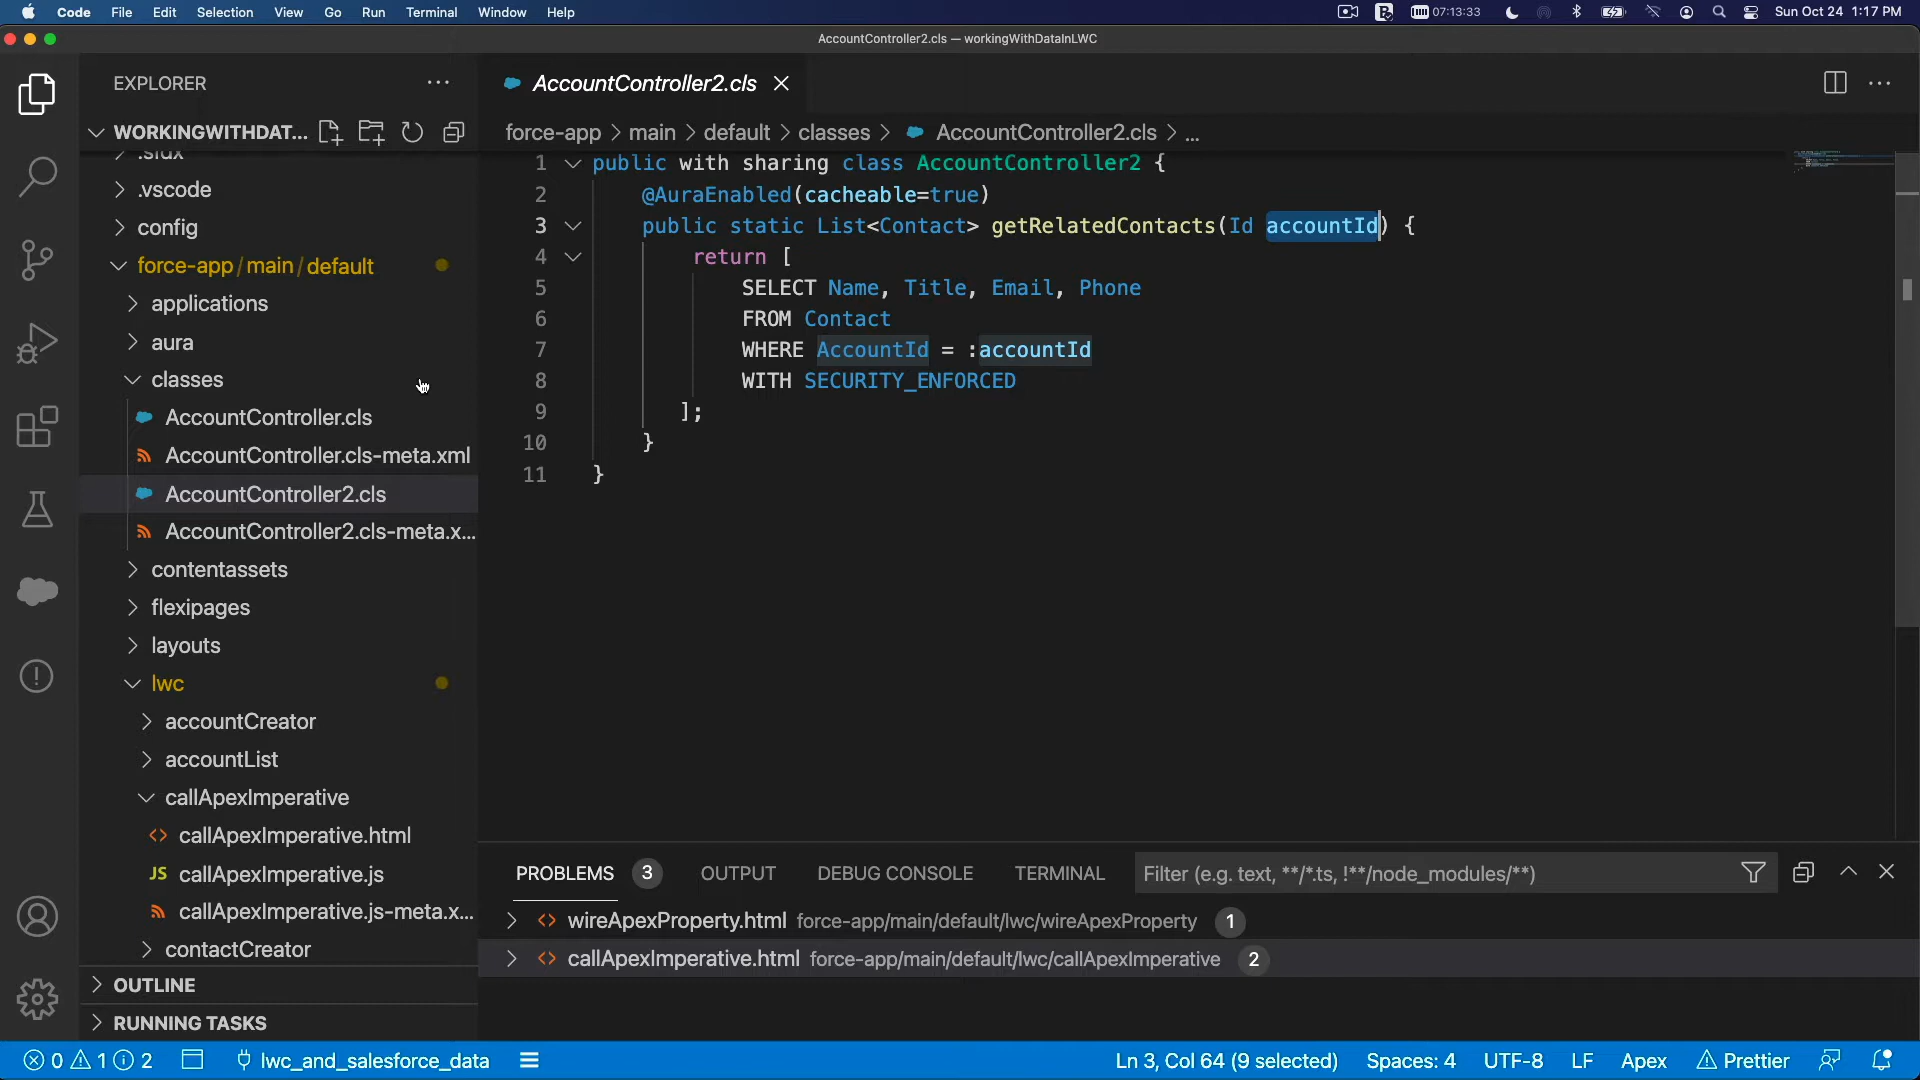 Code File Edit Selection View Go Run Terminal Window Help 07:13:33 Sun Oct 24 1:17 PM
AccountController2.cls — workingWithDataInLWC
EXPLORER
WORKINGWITHDAT...
.sfdx
.vscode
config
force-app / main / default
applications
aura
classes
AccountController.cls
AccountController.cls-meta.xml
AccountController2.cls
AccountController2.cls-meta.x...
contentassets
flexipages
layouts
lwc
accountCreator
accountList
callApexImperative
callApexImperative.html
JS callApexImperative.js
callApexImperative.js-meta.x...
contactCreator
OUTLINE
RUNNING TASKS
AccountController2.cls
force-app > main > default > classes > AccountController2.cls > ...
1 public with sharing class AccountController2 {
2 @AuraEnabled(cacheable=true)
3 public static List<Contact> getRelatedContacts(Id accountId) {
4 return [
5 SELECT Name, Title, Email, Phone
6 FROM Contact
7 WHERE AccountId = :accountId
8 WITH SECURITY_ENFORCED
9 ];
10 }
11 }
PROBLEMS 3 OUTPUT DEBUG CONSOLE TERMINAL Filter (e.g. text, **/*.ts, !**/node_modules/**)
wireApexProperty.html force-app/main/default/lwc/wireApexProperty 1
callApexImperative.html force-app/main/default/lwc/callApexImperative 2
0 1 2 lwc_and_salesforce_data Ln 3, Col 64 (9 selected) Spaces: 4 UTF-8 LF Apex Prettier